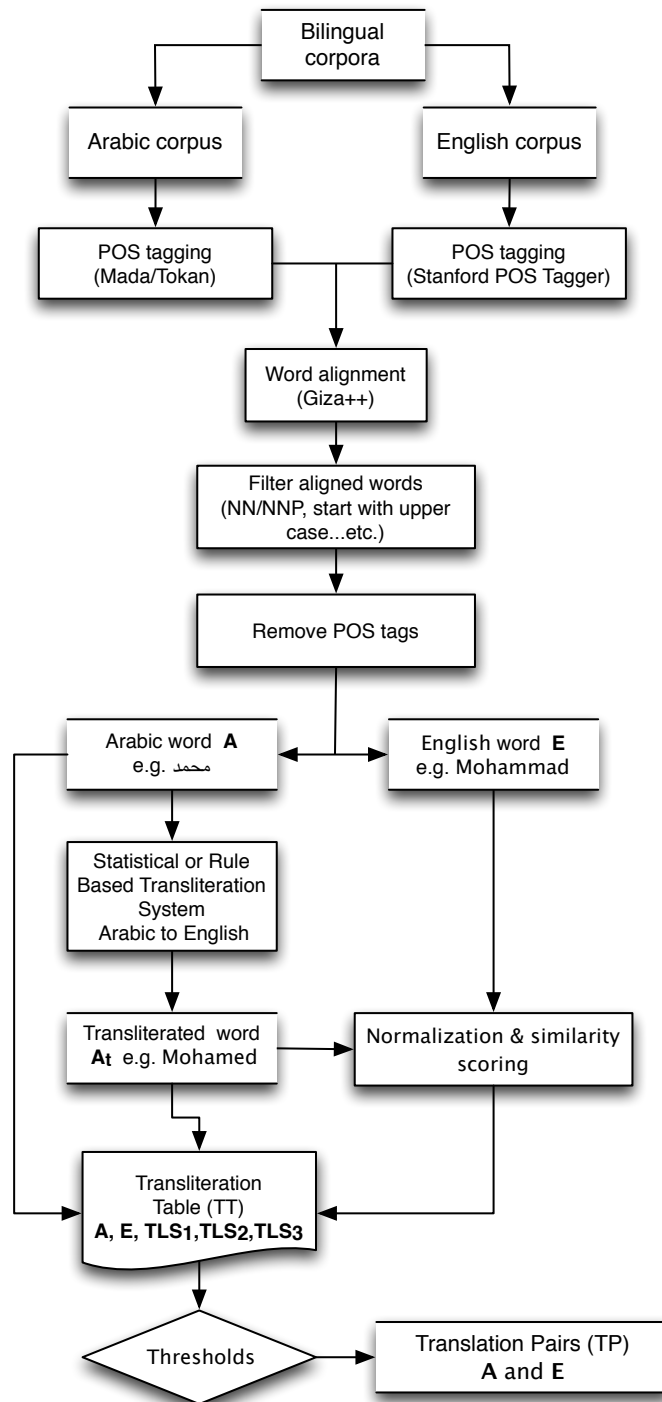 Bilingual
corpora
Arabic corpus
English corpus
POS tagging
(Mada/Tokan)
POS tagging
(Stanford POS Tagger)
Word alignment
(Giza++)
Filter aligned words
(NN/NNP, start with upper
case...etc.)
Remove POS tags
Arabic word A
e.g. محمد
English word E
e.g. Mohammad
Statistical or Rule
Based Transliteration
System
Arabic to English
Transliterated word
At e.g. Mohamed
Normalization & similarity
scoring
Transliteration
Table (TT)
A, E, TLS1,TLS2,TLS3
Thresholds
Translation Pairs (TP)
A and E